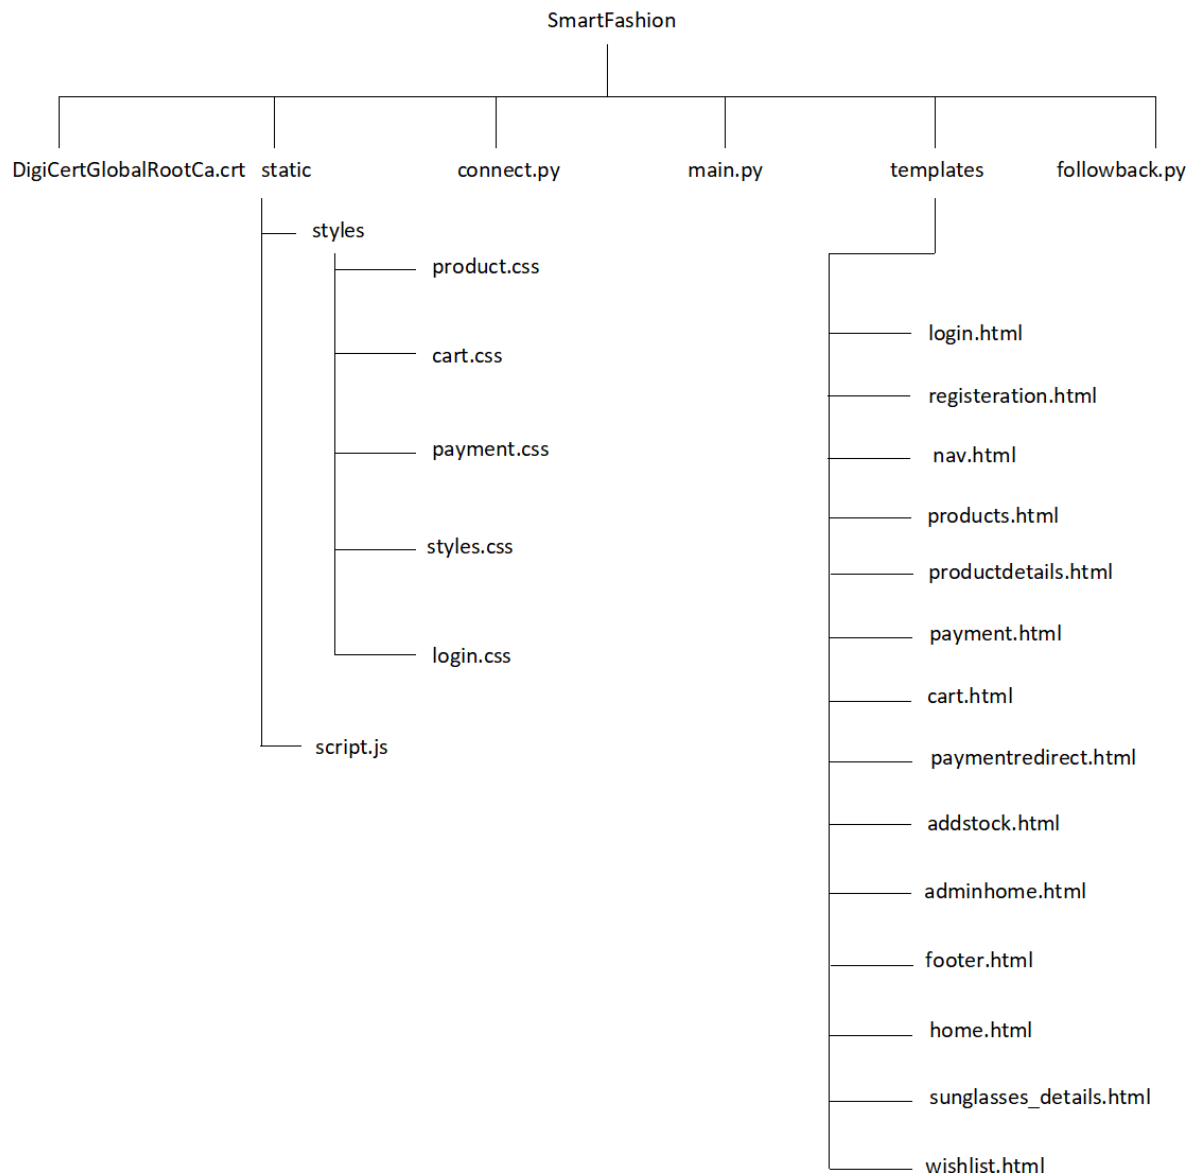 SmartFashion
DigiCertGlobalRootCa.crt static connect.py main.py templates followback.py
styles
product.css
cart.css
payment.css
styles.css
login.css
script.js
login.html
registeration.html
nav.html
products.html
productdetails.html
payment.html
cart.html
paymentredirect.html
addstock.html
adminhome.html
footer.html
home.html
sunglasses_details.html
wishlist.html